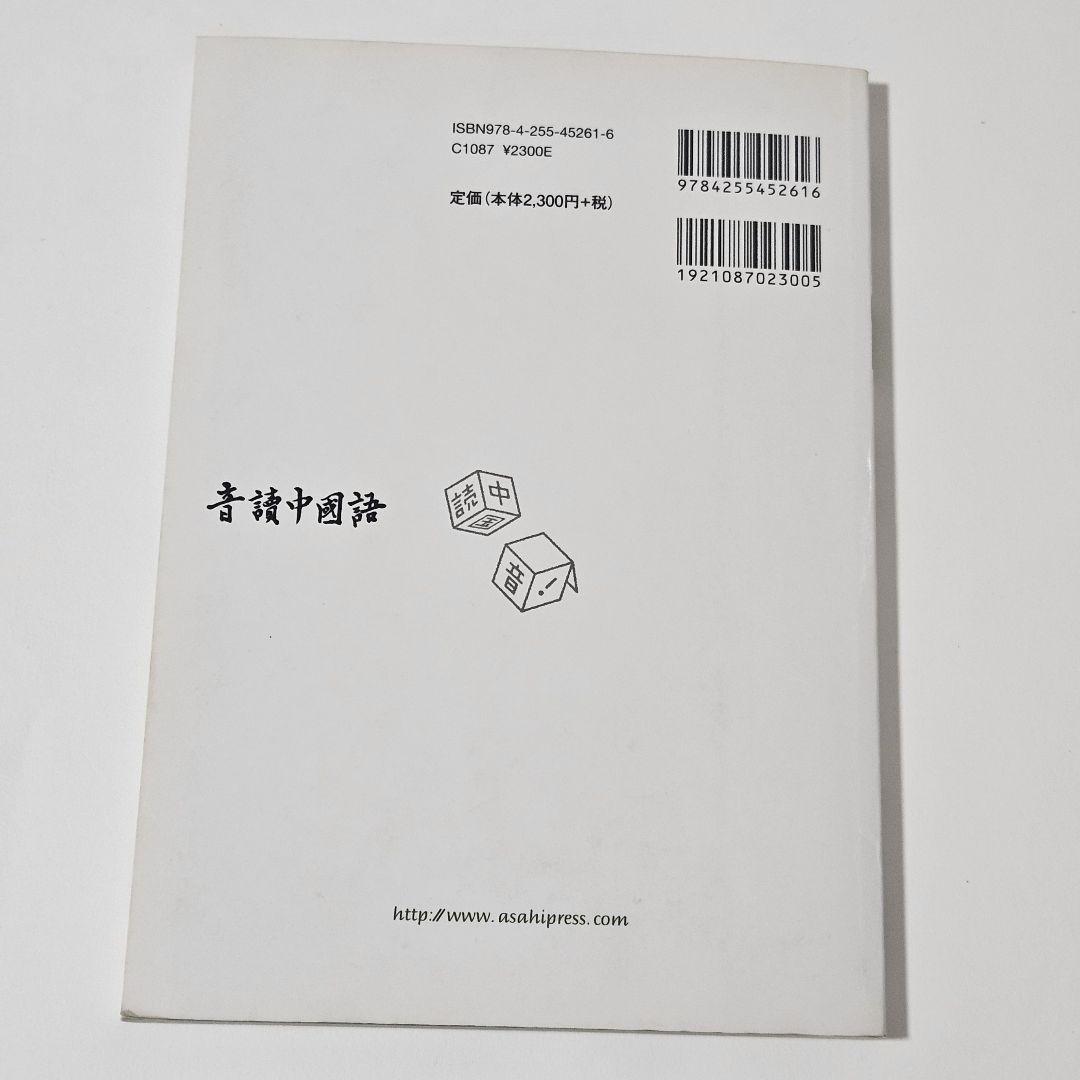 ISBN978-4-255-45261-6
C1087 ¥2300E
定価(本体2,300円+税)
9784255452616
1921087023005
音讀中國語
読中
国
音!
http://www.asahipress.com